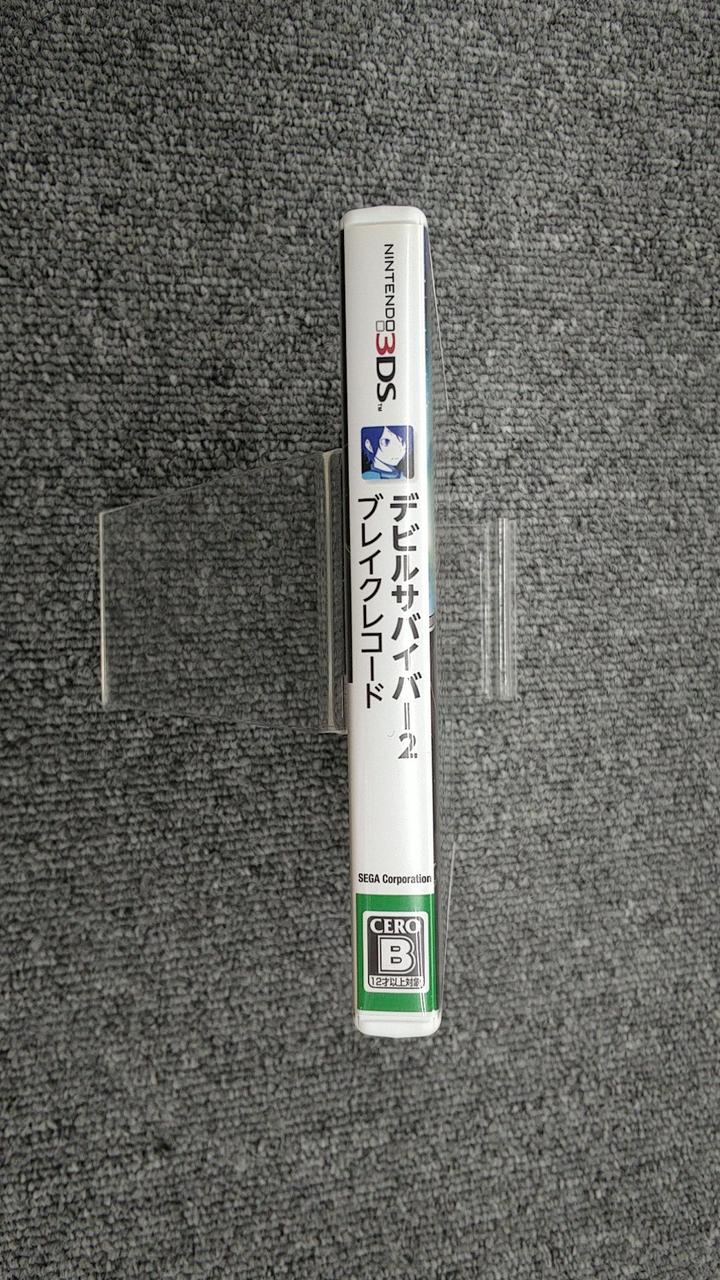 NINTENDO 3DS™
デビルサバイバー2
ブレイクレコード
SEGA Corporation
CERO
B
12才以上対象